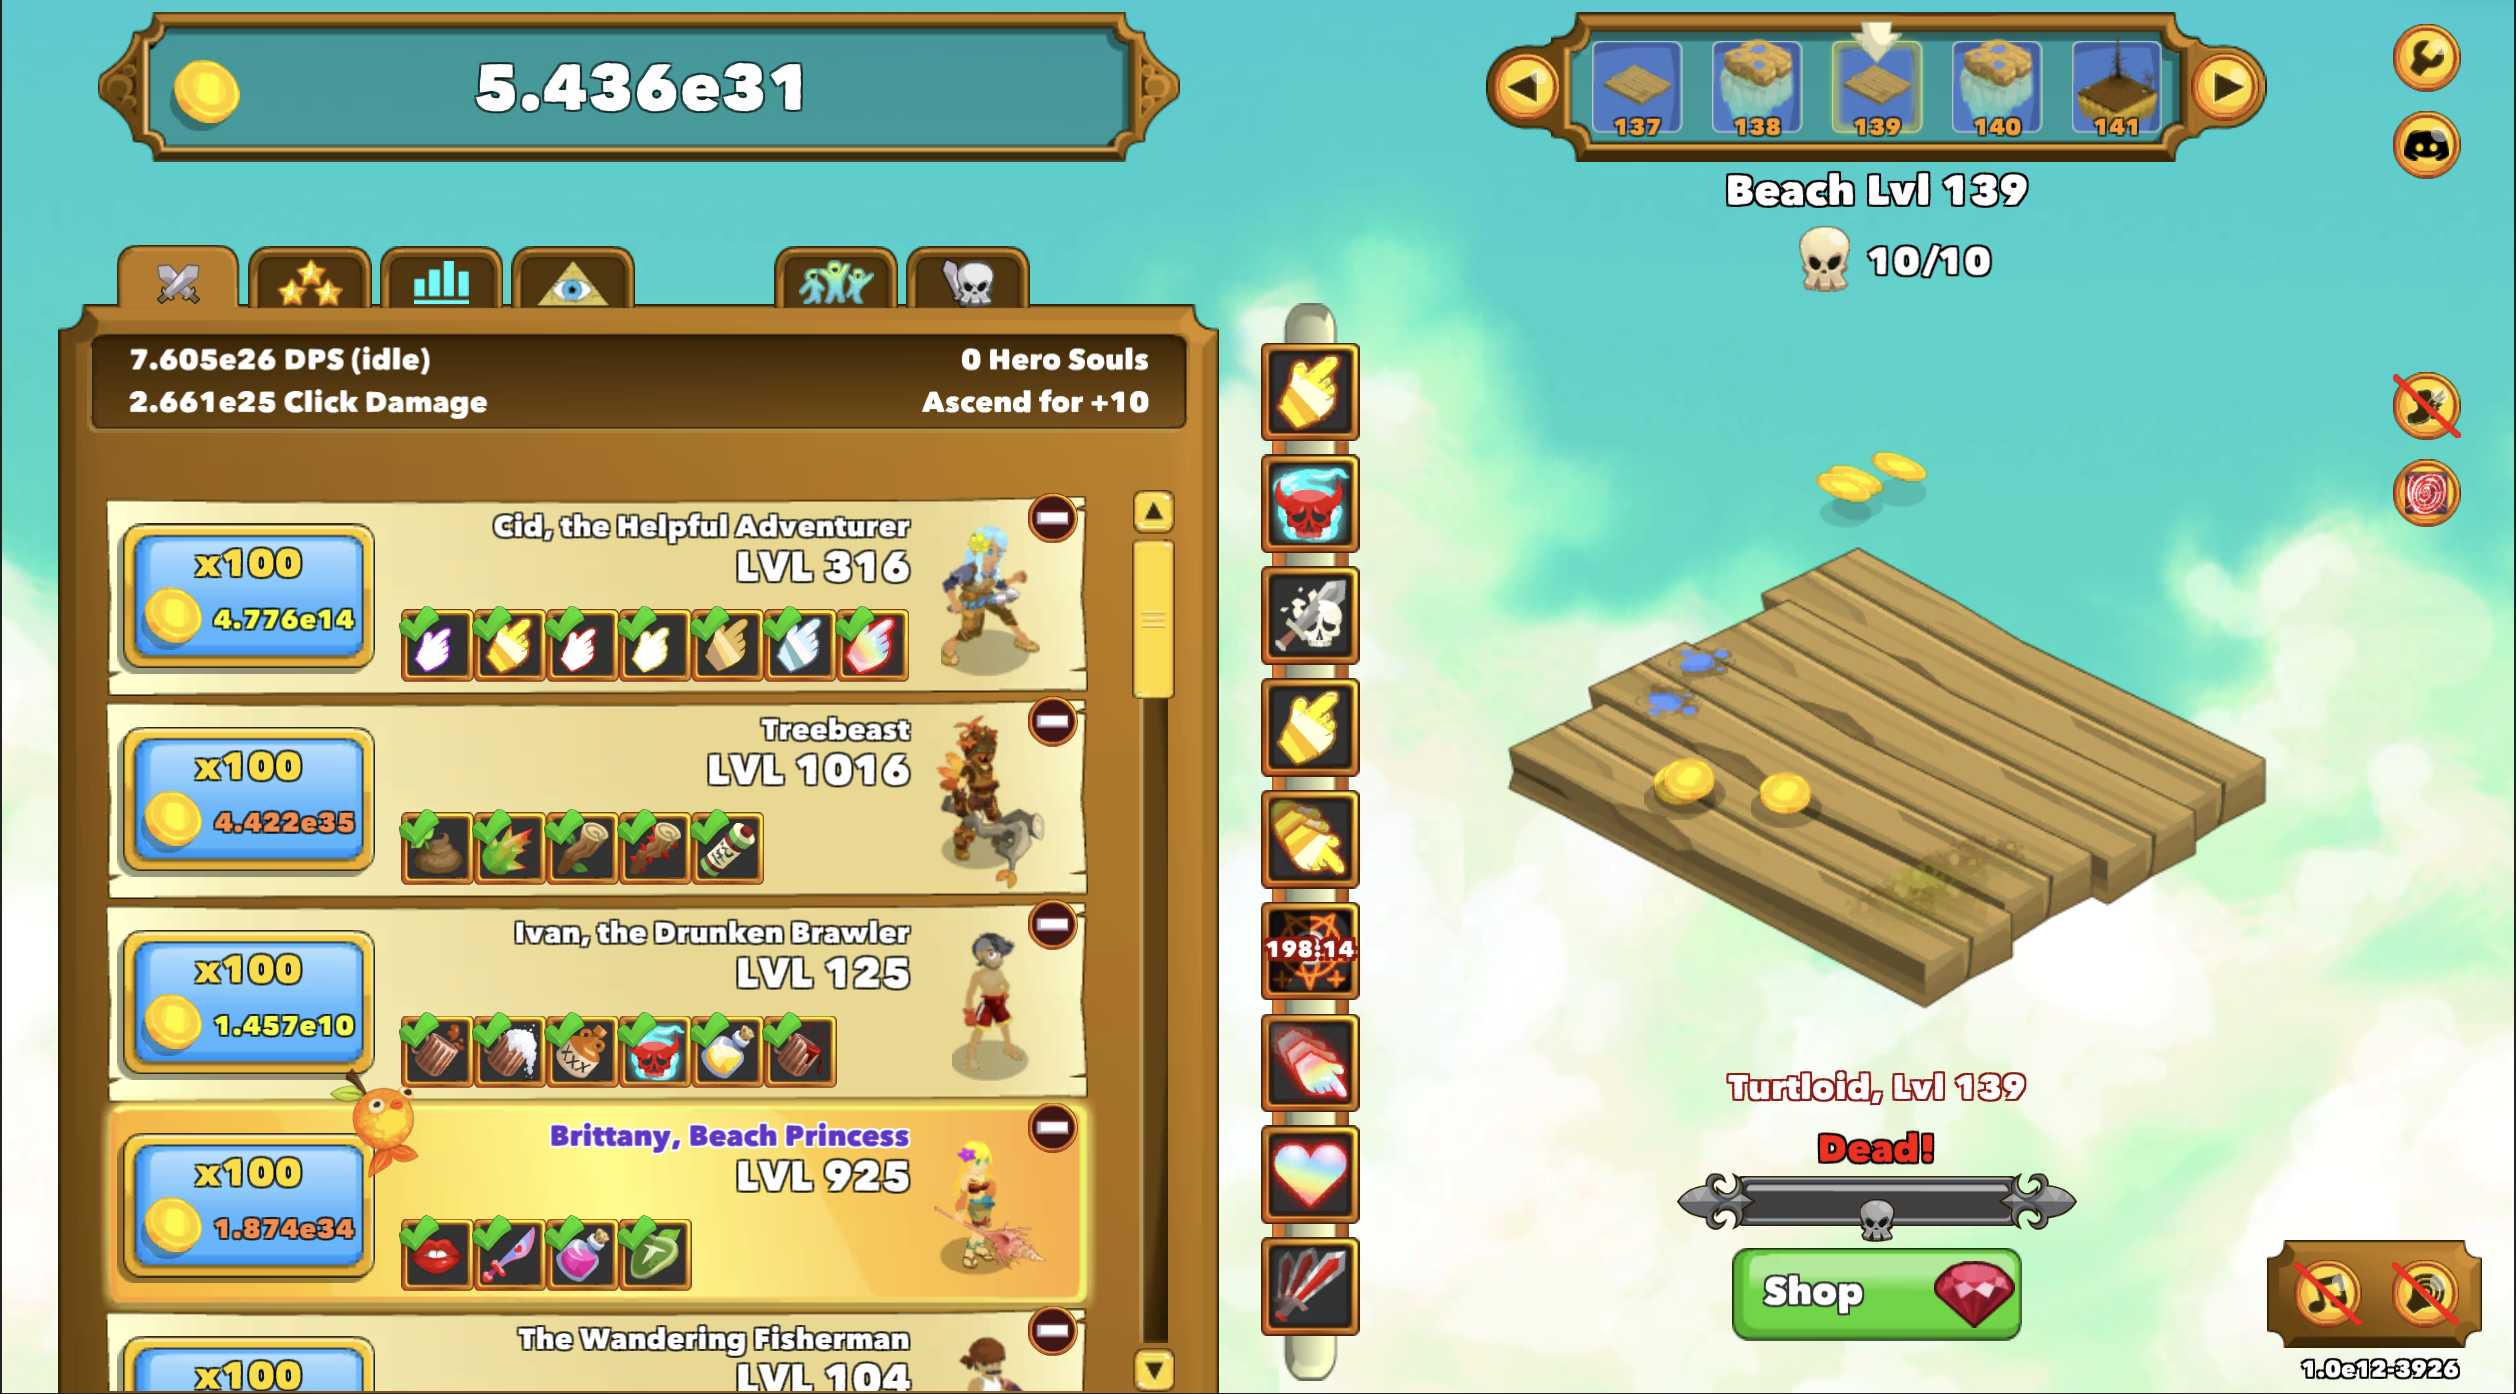 5.436e31
137
138
139
140
141
Beach Lvl 139
10/10
7.605e26 DPS (idle)
0 Hero Souls
2.661e25 Click Damage
Ascend for +10
x100
4.776e14
Cid, the Helpful Adventurer
LVL 316
x100
4.422e35
Treebeast
LVL 1016
x100
1.457e10
Ivan, the Drunken Brawler
LVL 125
XXX
x100
1.874e34
Brittany, Beach Princess
LVL 925
x100
The Wandering Fisherman
LVL 104
198:14
Turtloid, Lvl 139
Dead!
Shop
1.0e12-3926